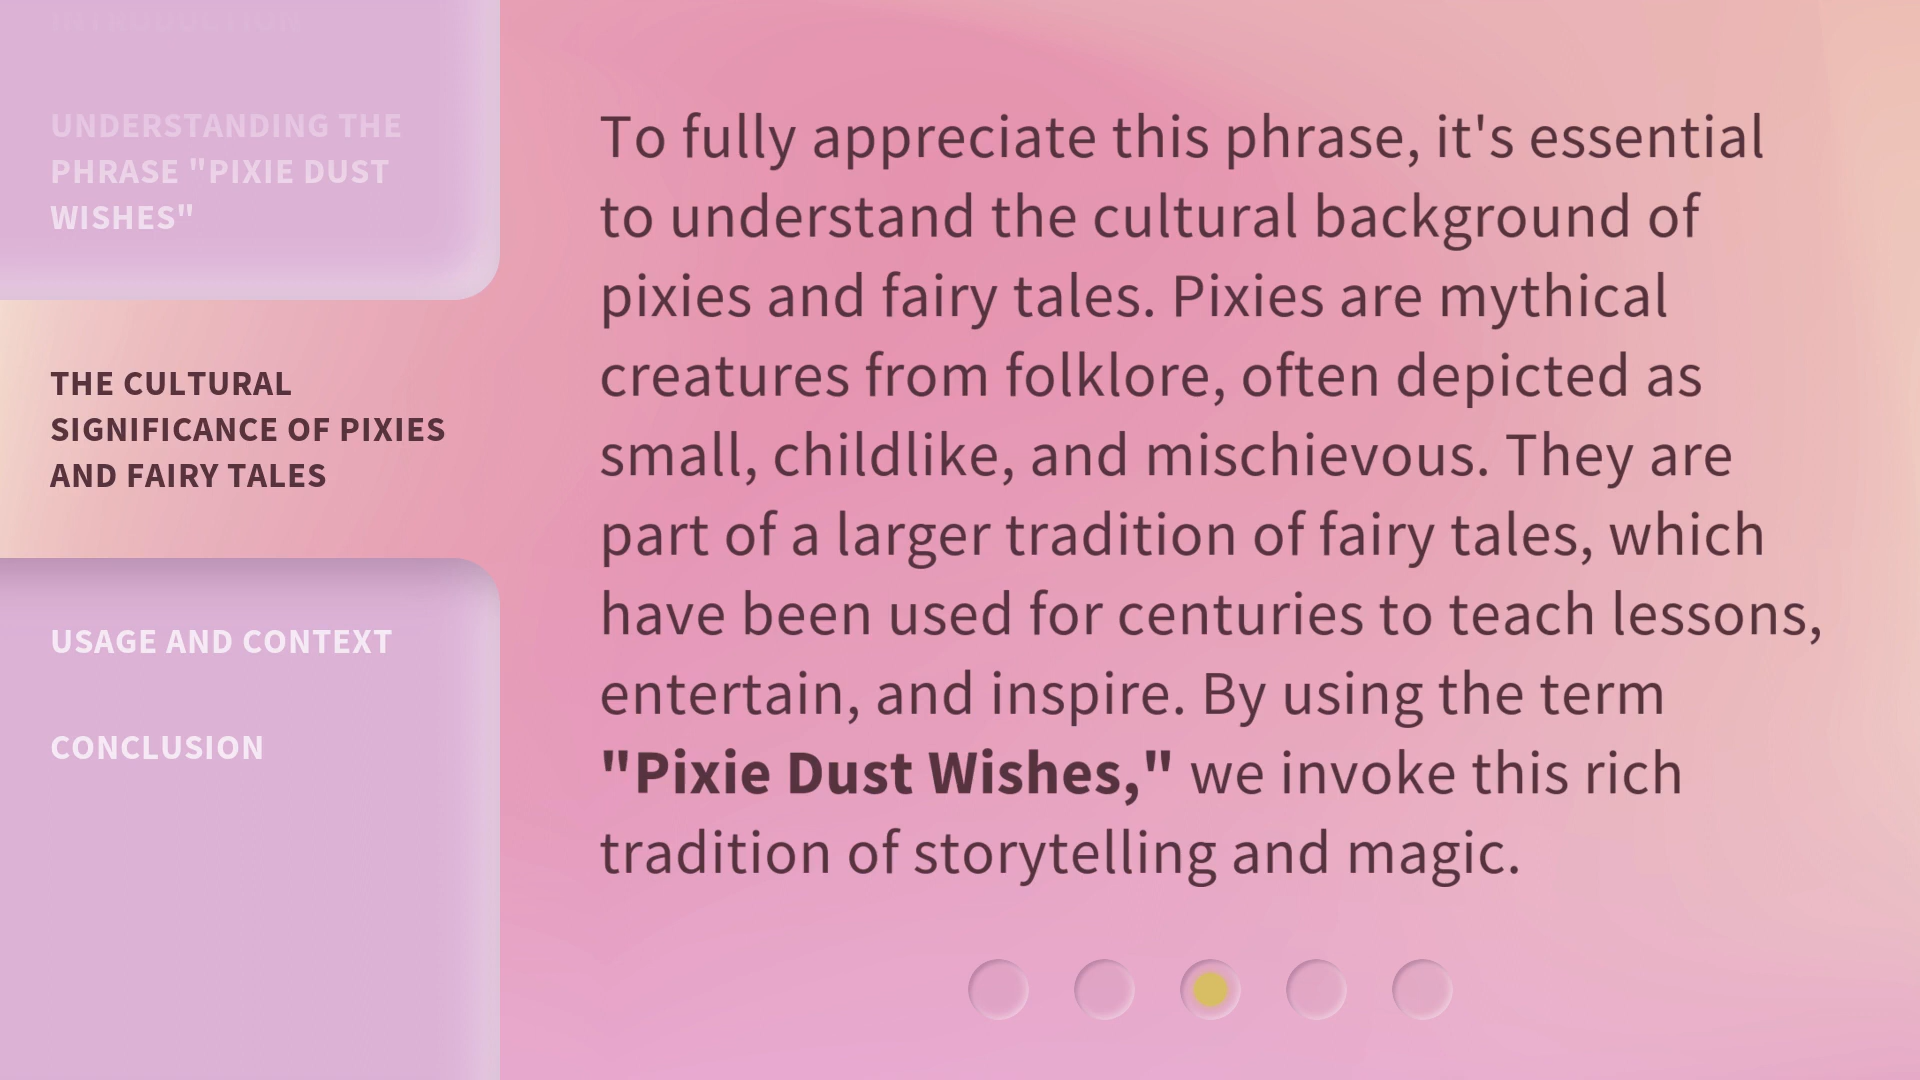 INTRODUCTION
UNDERSTANDING THE
PHRASE "PIXIE DUST
WISHES"
THE CULTURAL
SIGNIFICANCE OF PIXIES
AND FAIRY TALES
USAGE AND CONTEXT
CONCLUSION
To fully appreciate this phrase, it's essential
to understand the cultural background of
pixies and fairy tales. Pixies are mythical
creatures from folklore, often depicted as
small, childlike, and mischievous. They are
part of a larger tradition of fairy tales, which
have been used for centuries to teach lessons,
entertain, and inspire. By using the term
"Pixie Dust Wishes," we invoke this rich
tradition of storytelling and magic.